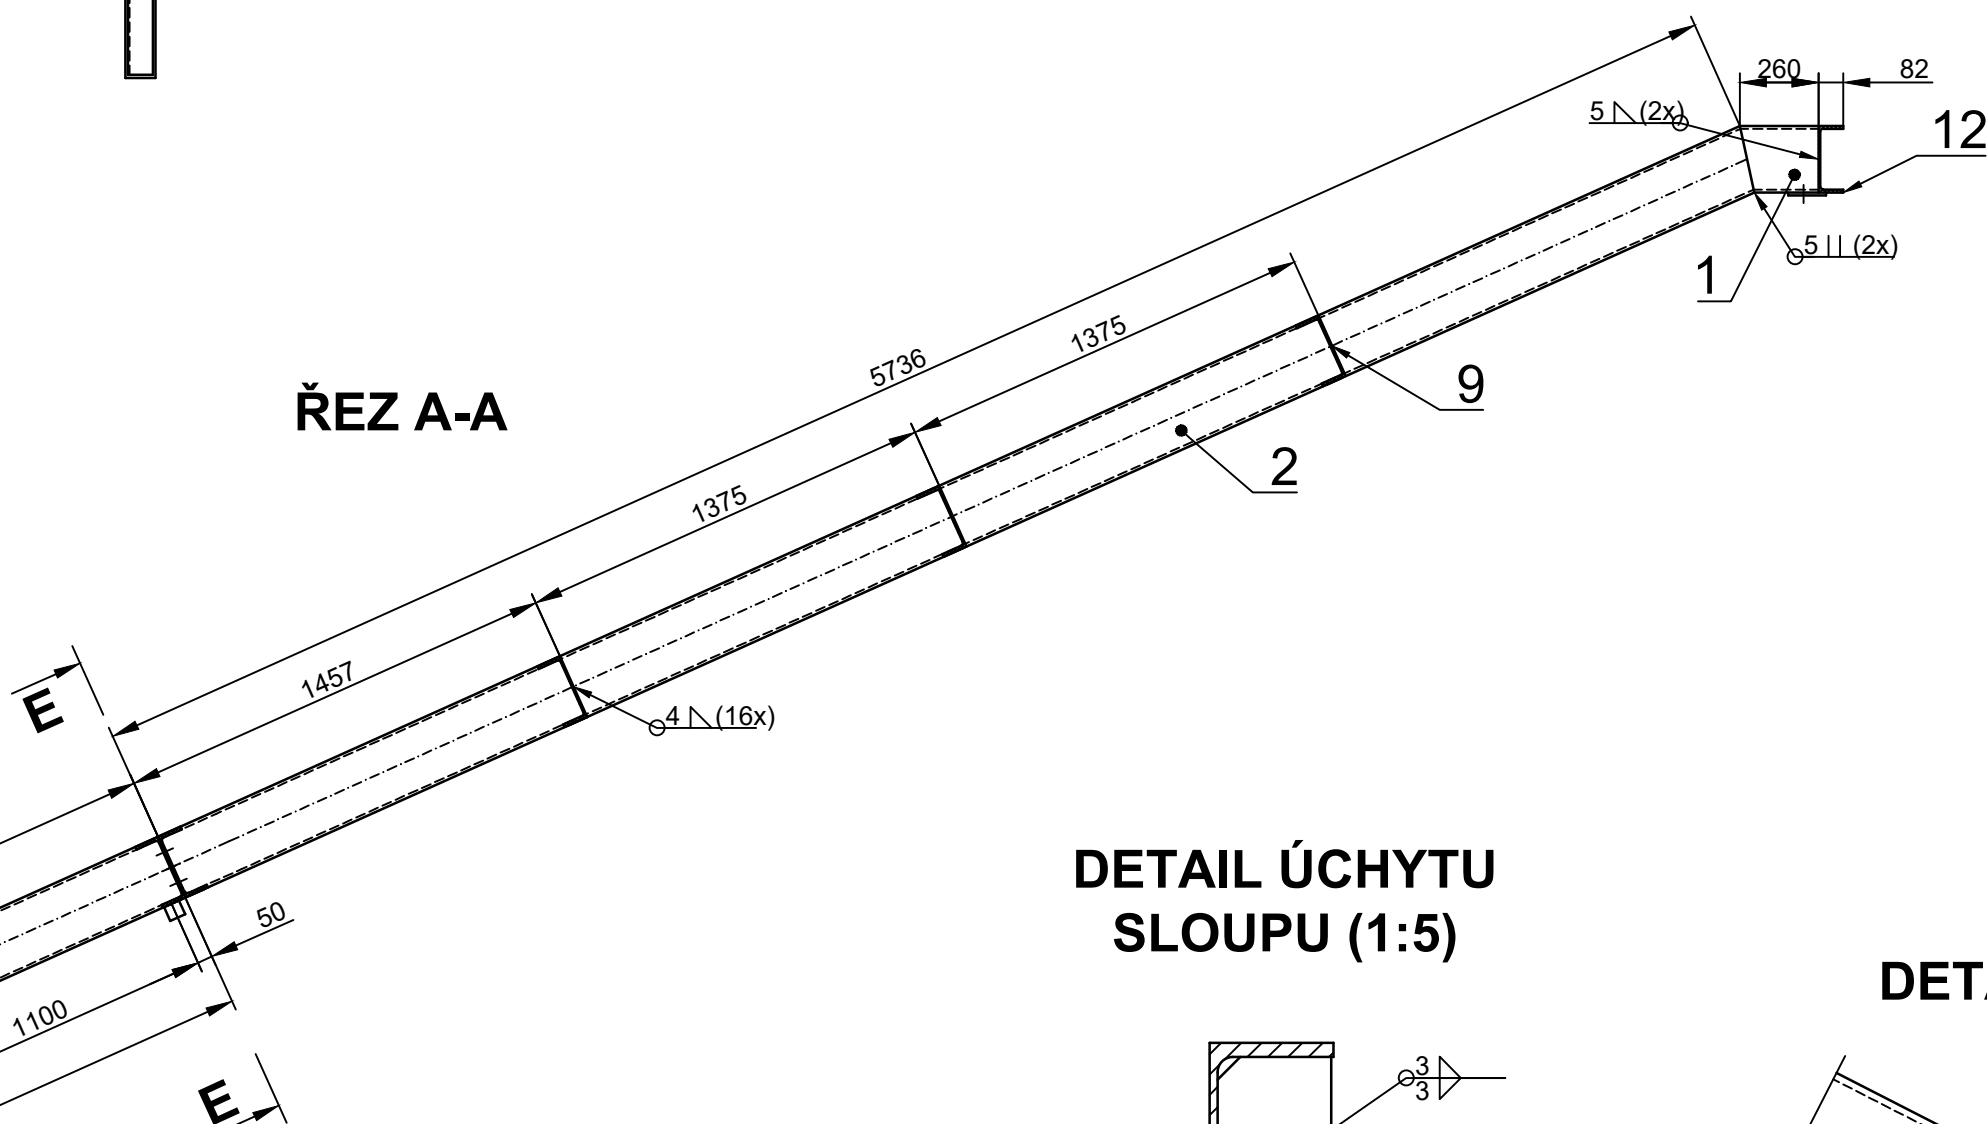 260
82
5 (2x)
12
5 || (2x)
1
1375
5736
9
ŘEZ A-A
2
1375
1457
E
4 (16x)
DETAIL ÚCHYTU
SLOUPU (1:5)
50
DETA
1100
3
3
E